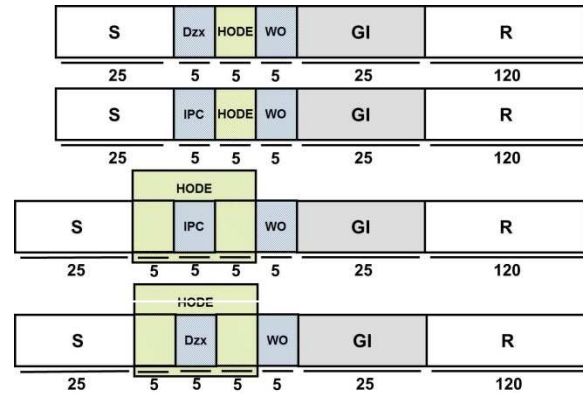 S Dzx HODE WO GI R
25 5 5 5 25 120
S IPC HODE WO GI R
25 5 5 5 25 120
HODE
S IPC WO GI R
25 5 5 5 5 25 120
HODE
S Dzx WO GI R
25 5 5 5 5 25 120